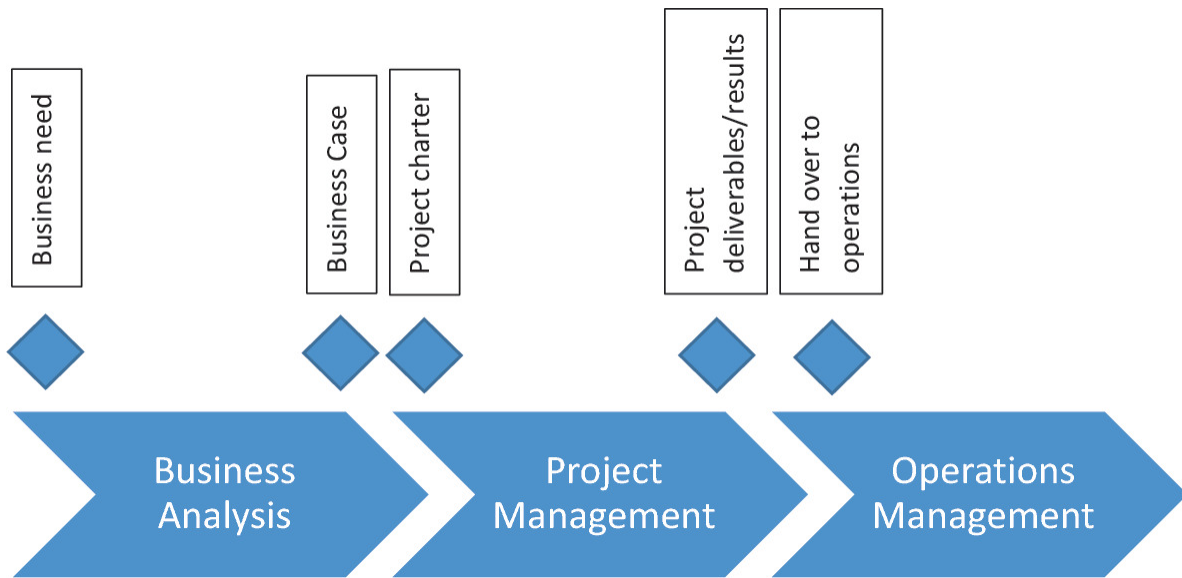 Business need
Business Case
Project charter
Project
deliverables/results
Hand over to
operations
Business
Analysis
Project
Management
Operations
Management